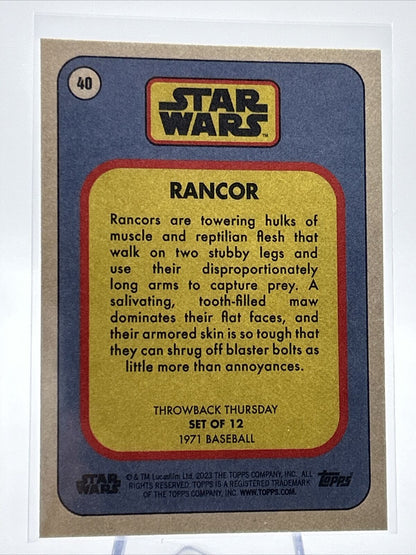 40
STAR
WARS™
RANCOR
Rancors are towering hulks of
muscle and reptilian flesh that
walk on two stubby legs and
use their disproportionately
long arms to capture prey. A
salivating, tooth-filled maw
dominates their flat faces, and
their armored skin is so tough that
they can shrug off blaster bolts as
little more than annoyances.
THROWBACK THURSDAY
SET OF 12
1971 BASEBALL
STAR
WARS
© & TM Lucasfilm Ltd. 2023 THE TOPPS COMPANY, INC. ALL
RIGHTS RESERVED. TOPPS IS A REGISTERED TRADEMARK
OF THE TOPPS COMPANY, INC. WWW.TOPPS.COM.
Topps